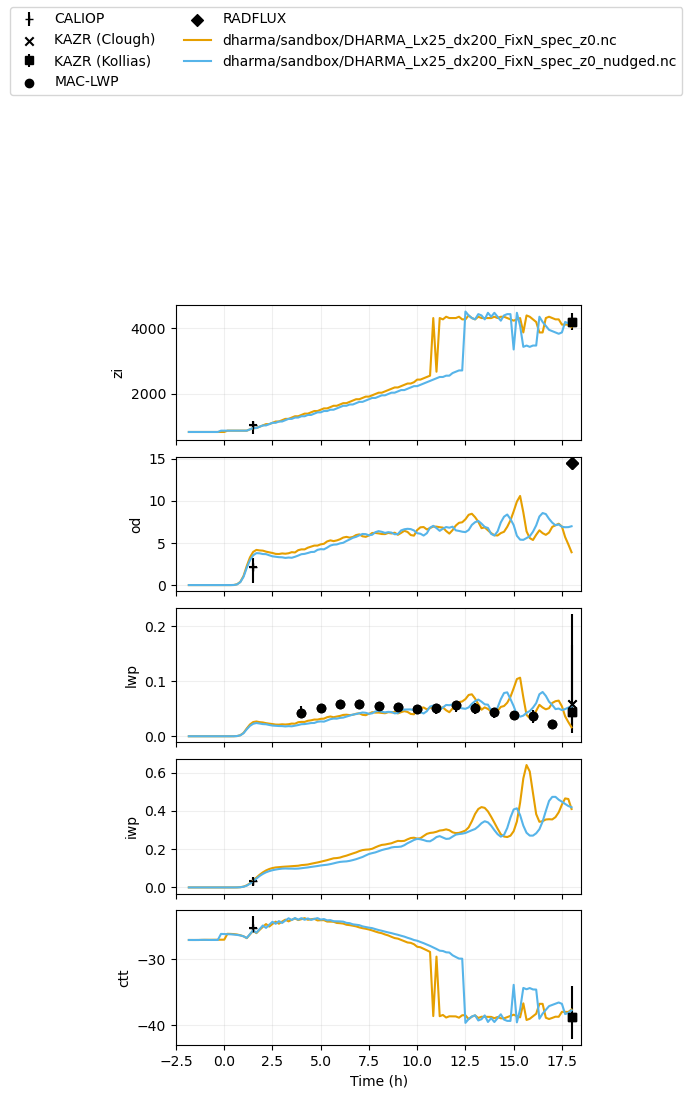 CALIOP
KAZR (Clough)
KAZR (Kollias)
MAC-LWP
RADFLUX
dharma/sandbox/DHARMA_Lx25_dx200_FixN_spec_z0.nc
dharma/sandbox/DHARMA_Lx25_dx200_FixN_spec_z0_nudged.nc
4000
2000
zi
15
10
5
0
od
0.2
0.1
0.0
lwp
0.6
0.4
0.2
0.0
iwp
−30
−40
ctt
−2.5 0.0 2.5 5.0 7.5 10.0 12.5 15.0 17.5
Time (h)